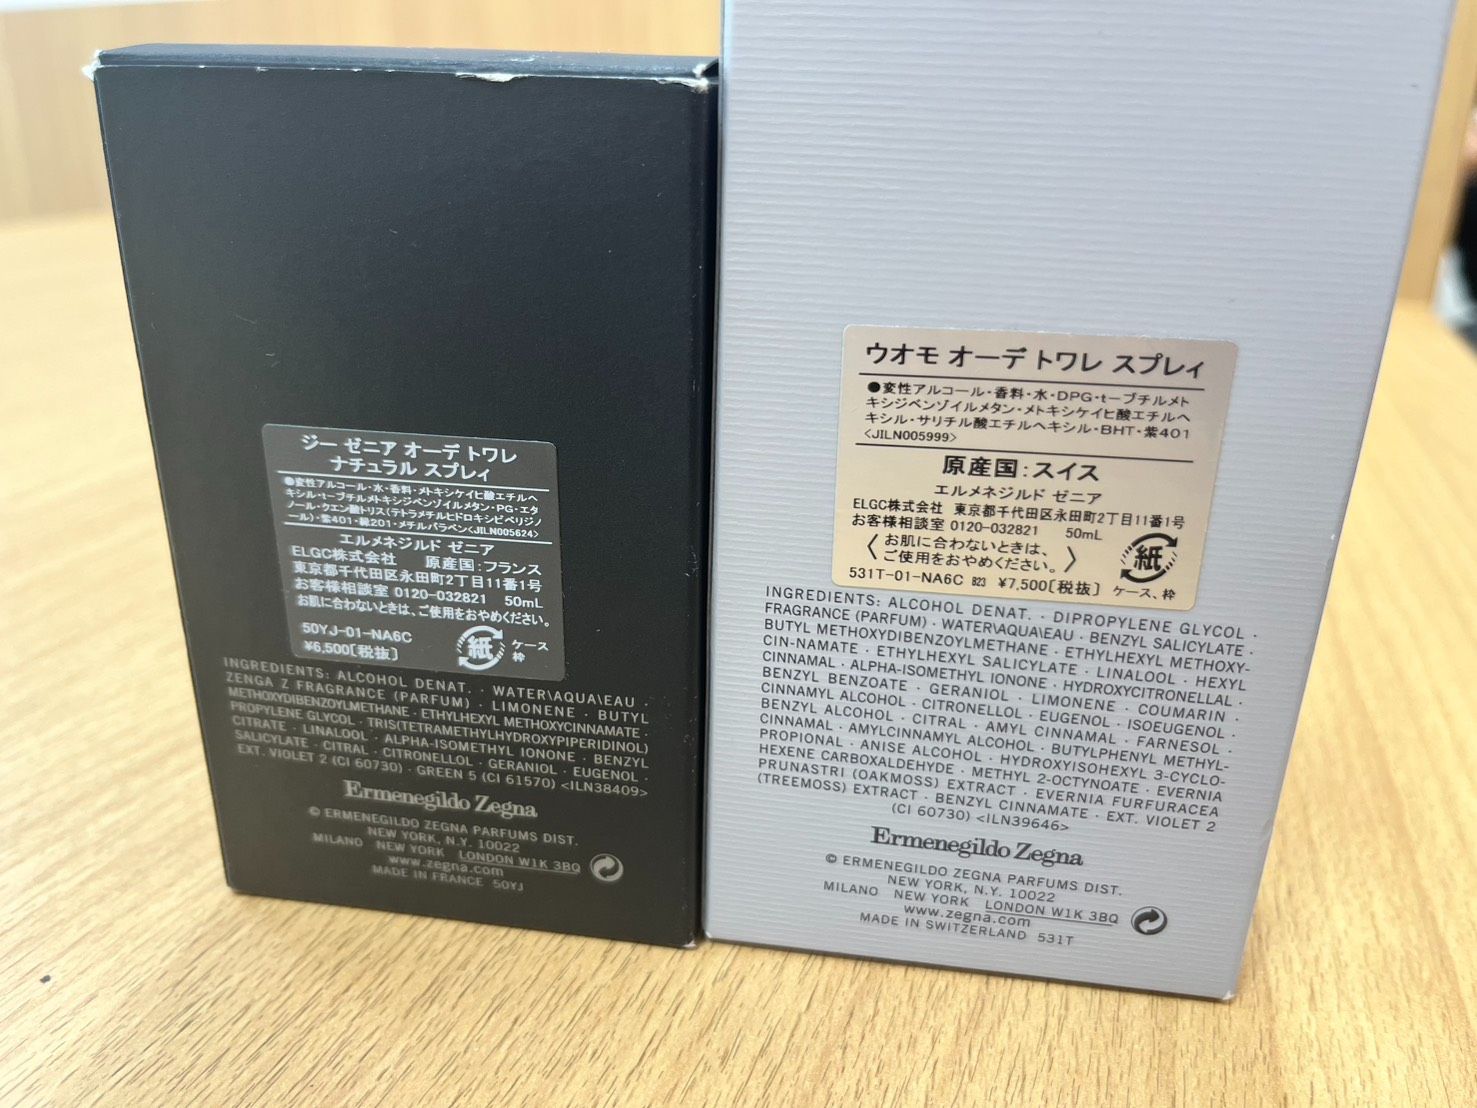 ジー ゼニア オーデ トワレ
ナチュラル スプレィ
●変性アルコール・水・香料・メトキシケイヒ酸エチルヘ
キシル・t-ブチルメトキシジベンゾイルメタン・PG・エタ
ノール・クエン酸トリス(テトラメチルヒドロキシピペリジノ
ール)・紫401・緑201・メチルパラベン<JILN005624>
エルメネジルド ゼニア
ELGC株式会社 原産国:フランス
東京都千代田区永田町2丁目11番1号
お客様相談室 0120-032821 50mL
お肌に合わないときは、ご使用をおやめください。
50YJ-01-NA6C
¥6,500[税抜]
紙 ケース
枠
INGREDIENTS: ALCOHOL DENAT. · WATER\AQUA\EAU ·
ZENGA Z FRAGRANCE (PARFUM) · LIMONENE · BUTYL
METHOXYDIBENZOYLMETHANE · ETHYLHEXYL METHOXYCINNAMATE ·
PROPYLENE GLYCOL · TRIS(TETRAMETHYLHYDROXYPIPERIDINOL)
CITRATE · LINALOOL · ALPHA-ISOMETHYL IONONE · BENZYL
SALICYLATE · CITRAL · CITRONELLOL · GERANIOL · EUGENOL ·
EXT. VIOLET 2 (CI 60730) · GREEN 5 (CI 61570) <ILN38409>
Ermenegildo Zegna
© ERMENEGILDO ZEGNA PARFUMS DIST.
NEW YORK, N.Y. 10022
MILANO NEW YORK LONDON W1K 3BQ
www.zegna.com
MADE IN FRANCE 50YJ
ウオモ オーデ トワレ スプレィ
●変性アルコール・香料・水・DPG・t-ブチルメト
キシジベンゾイルメタン・メトキシケイヒ酸エチルヘ
キシル・サリチル酸エチルヘキシル・BHT・紫401
<JILN005999>
原産国:スイス
エルメネジルド ゼニア
ELGC株式会社 東京都千代田区永田町2丁目11番1号
お客様相談室 0120-032821 50mL
〈お肌に合わないときは、
ご使用をおやめください。〉
紙
531T-01-NA6C B23 ¥7,500[税抜] ケース、枠
INGREDIENTS: ALCOHOL DENAT. · DIPROPYLENE GLYCOL ·
FRAGRANCE (PARFUM) · WATER\AQUA\EAU · BENZYL SALICYLATE ·
BUTYL METHOXYDIBENZOYLMETHANE · ETHYLHEXYL METHOXY-
CIN-NAMATE · ETHYLHEXYL SALICYLATE · LINALOOL · HEXYL
CINNAMAL · ALPHA-ISOMETHYL IONONE · HYDROXYCITRONELLAL ·
BENZYL BENZOATE · GERANIOL · LIMONENE · COUMARIN ·
CINNAMYL ALCOHOL · CITRONELLOL · EUGENOL · ISOEUGENOL ·
BENZYL ALCOHOL · CITRAL · AMYL CINNAMAL · FARNESOL ·
CINNAMAL · AMYLCINNAMYL ALCOHOL · BUTYLPHENYL METHYL-
PROPIONAL · ANISE ALCOHOL · HYDROXYISOHEXYL 3-CYCLO-
HEXENE CARBOXALDEHYDE · METHYL 2-OCTYNOATE · EVERNIA
PRUNASTRI (OAKMOSS) EXTRACT · EVERNIA FURFURACEA
(TREEMOSS) EXTRACT · BENZYL CINNAMATE · EXT. VIOLET 2
(CI 60730) <ILN39646>
Ermenegildo Zegna
© ERMENEGILDO ZEGNA PARFUMS DIST.
NEW YORK, N.Y. 10022
MILANO NEW YORK LONDON W1K 3BQ
www.zegna.com
MADE IN SWITZERLAND 531T